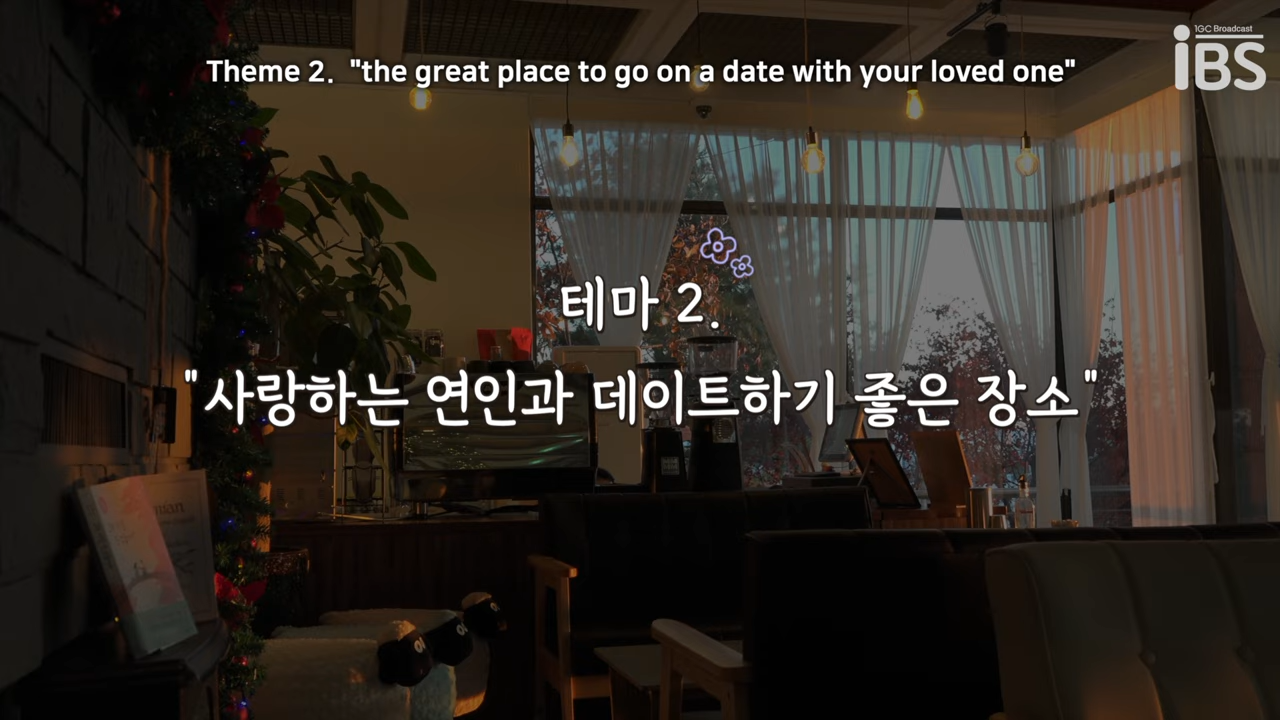 IGC Broadcast
iBS
Theme 2. "the great place to go on a date with your loved one"
테마 2.
"사랑하는 연인과 데이트하기 좋은 장소"